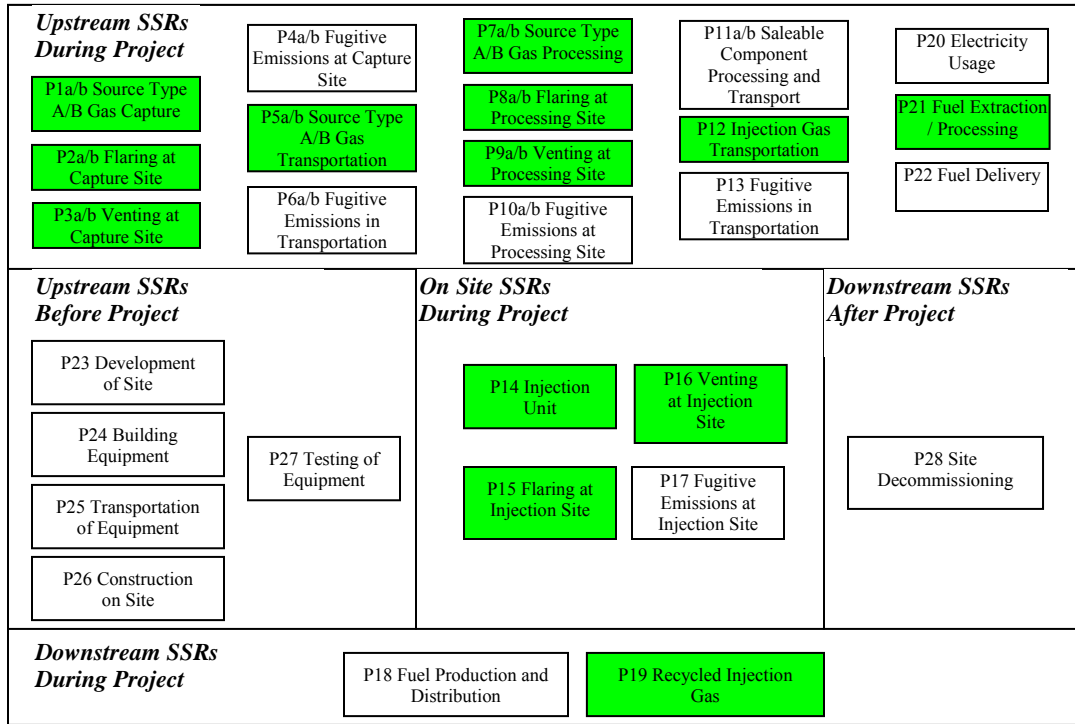 Upstream SSRs
During Project
P1a/b Source Type
A/B Gas Capture
P2a/b Flaring at
Capture Site
P3a/b Venting at
Capture Site
P4a/b Fugitive
Emissions at Capture
Site
P5a/b Source Type
A/B Gas
Transportation
P6a/b Fugitive
Emissions in
Transportation
P7a/b Source Type
A/B Gas Processing
P8a/b Flaring at
Processing Site
P9a/b Venting at
Processing Site
P10a/b Fugitive
Emissions at
Processing Site
P11a/b Saleable
Component
Processing and
Transport
P12 Injection Gas
Transportation
P13 Fugitive
Emissions in
Transportation
P20 Electricity
Usage
P21 Fuel Extraction
/ Processing
P22 Fuel Delivery
Upstream SSRs
Before Project
P23 Development
of Site
P24 Building
Equipment
P25 Transportation
of Equipment
P26 Construction
on Site
P27 Testing of
Equipment
On Site SSRs
During Project
P14 Injection
Unit
P15 Flaring at
Injection Site
P16 Venting
at Injection
Site
P17 Fugitive
Emissions at
Injection Site
Downstream SSRs
After Project
P28 Site
Decommissioning
Downstream SSRs
During Project
P18 Fuel Production and
Distribution
P19 Recycled Injection
Gas